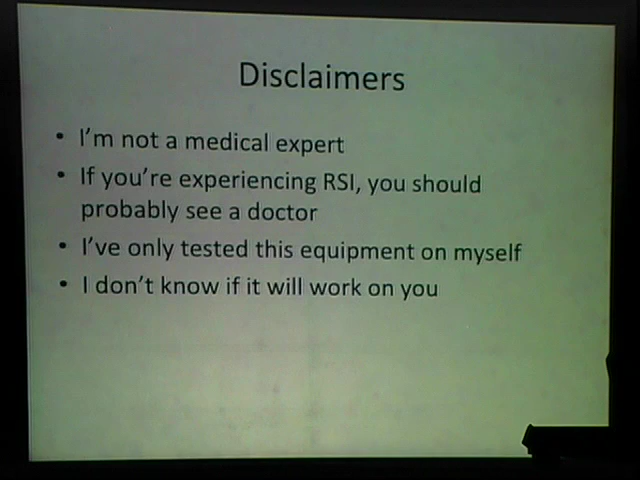 Disclaimers
• I'm not a medical expert
• If you're experiencing RSI, you should
probably see a doctor
• I've only tested this equipment on myself
• I don't know if it will work on you